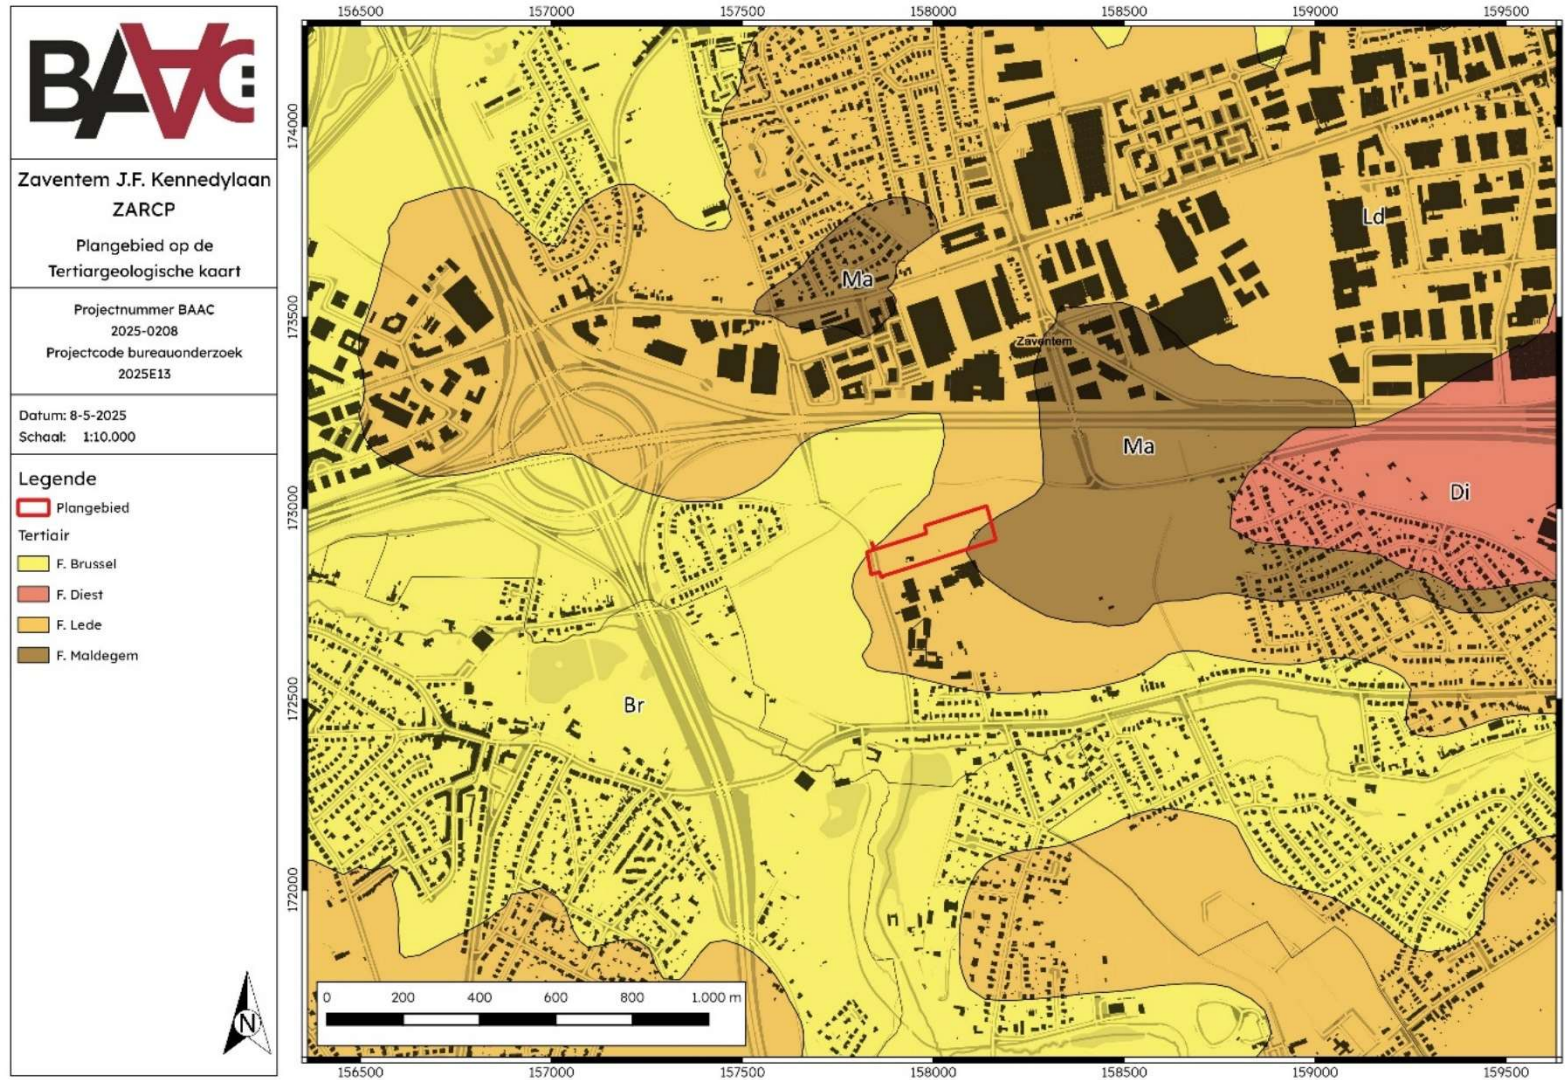 BAAC
Zaventem J.F. Kennedylaan
ZARCP
Plangebied op de
Tertiargeologische kaart
Projectnummer BAAC
2025-0208
Projectcode bureauonderzoek
2025E13
Datum: 8-5-2025
Schaal: 1:10.000
Legende
Plangebied
Tertiair
F. Brussel
F. Diest
F. Lede
F. Maldegem
N
156500 157000 157500 158000 158500 159000 159500
174000
173500
173000
172500
172000
Ld
Ma
Zaventem
Ma
Di
Br
0 200 400 600 800 1.000 m
156500 157000 157500 158000 158500 159000 159500